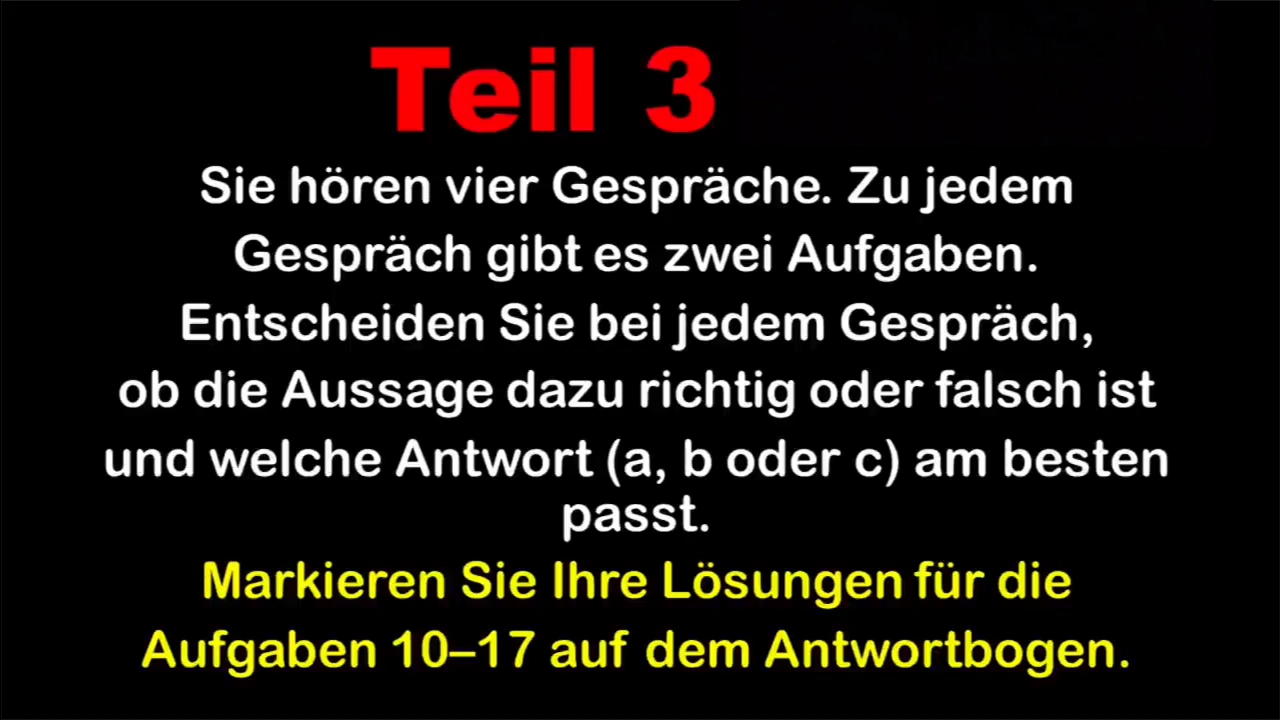 Teil 3
Sie hören vier Gespräche. Zu jedem
Gespräch gibt es zwei Aufgaben.
Entscheiden Sie bei jedem Gespräch,
ob die Aussage dazu richtig oder falsch ist
und welche Antwort (a, b oder c) am besten
passt.
Markieren Sie Ihre Lösungen für die
Aufgaben 10–17 auf dem Antwortbogen.